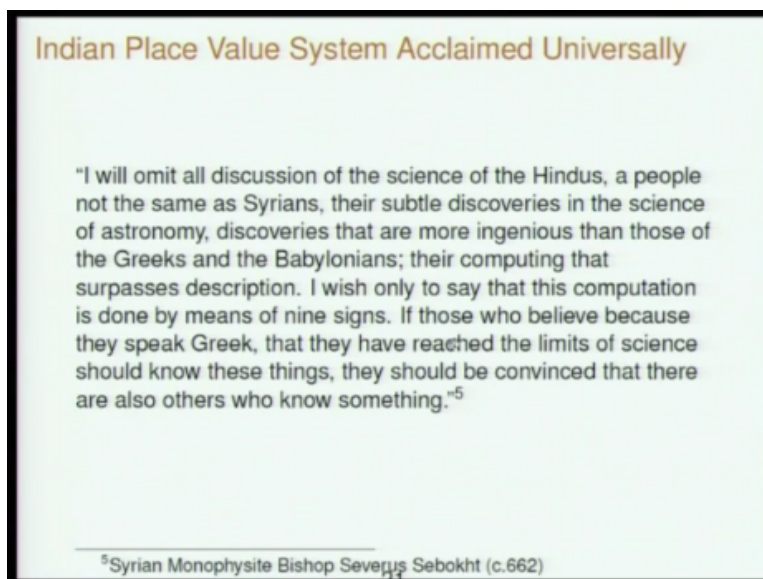 Indian Place Value System Acclaimed Universally
“I will omit all discussion of the science of the Hindus, a people
not the same as Syrians, their subtle discoveries in the science
of astronomy, discoveries that are more ingenious than those of
the Greeks and the Babylonians; their computing that
surpasses description. I wish only to say that this computation
is done by means of nine signs. If those who believe because
they speak Greek, that they have reached the limits of science
should know these things, they should be convinced that there
are also others who know something.”5
5Syrian Monophysite Bishop Severus Sebokht (c.662)